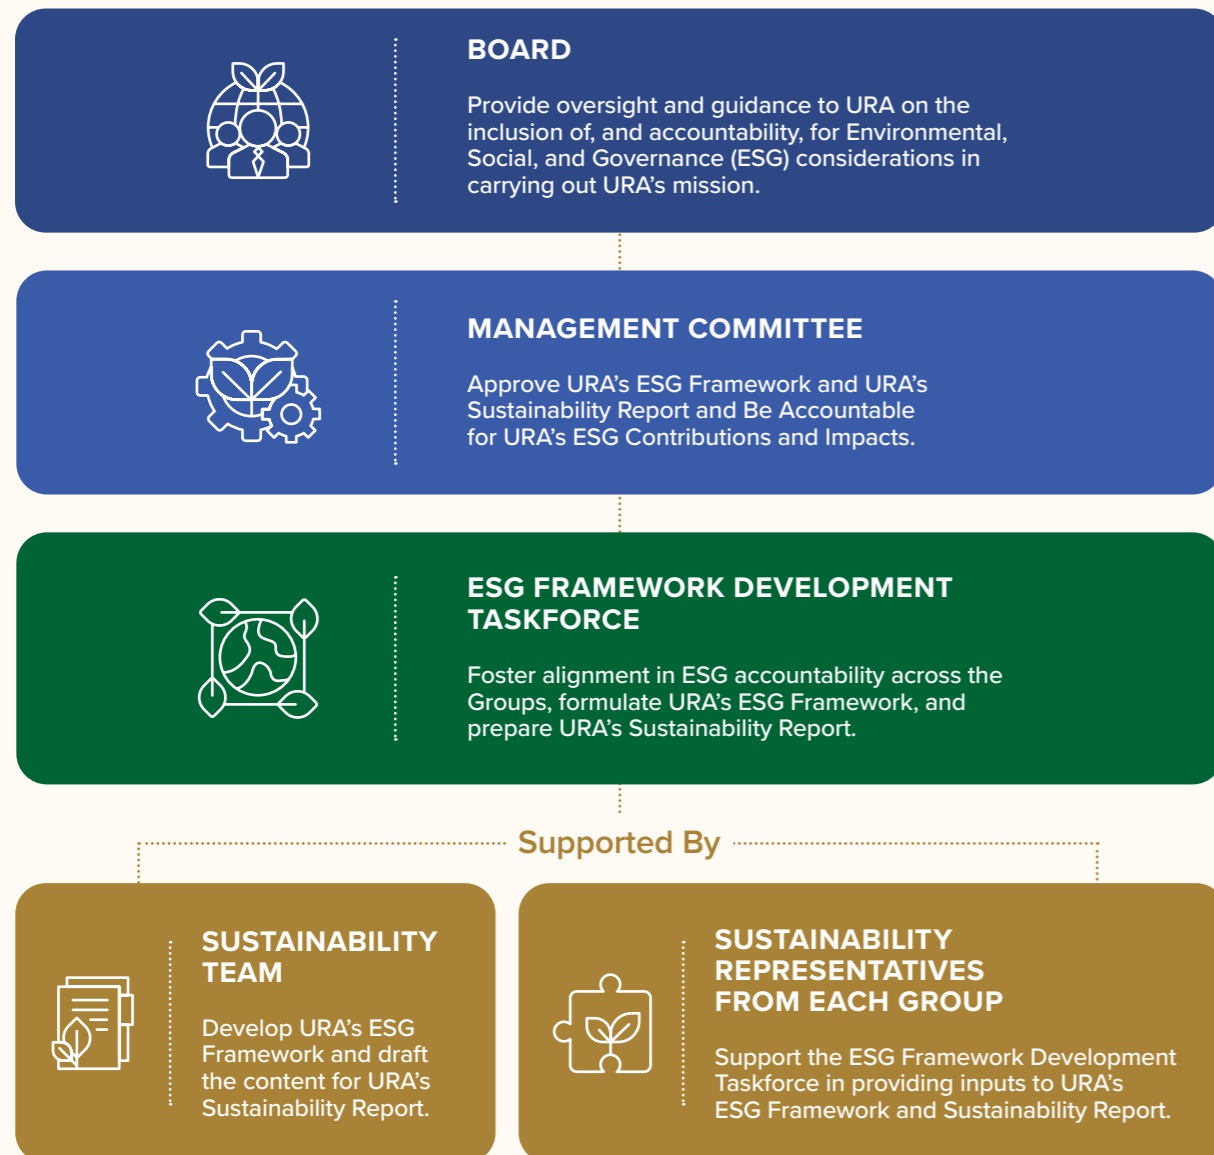 BOARD
Provide oversight and guidance to URA on the
inclusion of, and accountability, for Environmental,
Social, and Governance (ESG) considerations in
carrying out URA’s mission.
MANAGEMENT COMMITTEE
Approve URA’s ESG Framework and URA’s
Sustainability Report and Be Accountable
for URA’s ESG Contributions and Impacts.
ESG FRAMEWORK DEVELOPMENT
TASKFORCE
Foster alignment in ESG accountability across the
Groups, formulate URA’s ESG Framework, and
prepare URA’s Sustainability Report.
Supported By
SUSTAINABILITY
TEAM
Develop URA’s ESG
Framework and draft
the content for URA’s
Sustainability Report.
SUSTAINABILITY
REPRESENTATIVES
FROM EACH GROUP
Support the ESG Framework Development
Taskforce in providing inputs to URA’s
ESG Framework and Sustainability Report.